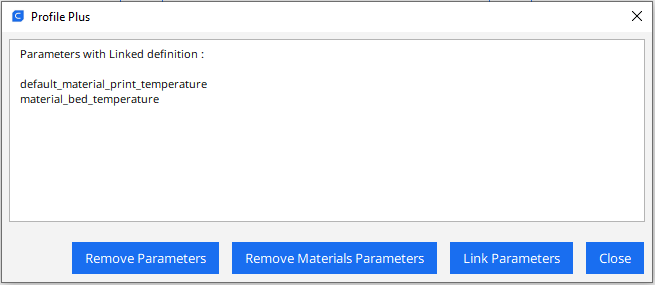 Profile Plus
Parameters with Linked definition :
default_material_print_temperature
material_bed_temperature
Remove Parameters
Remove Materials Parameters
Link Parameters
Close